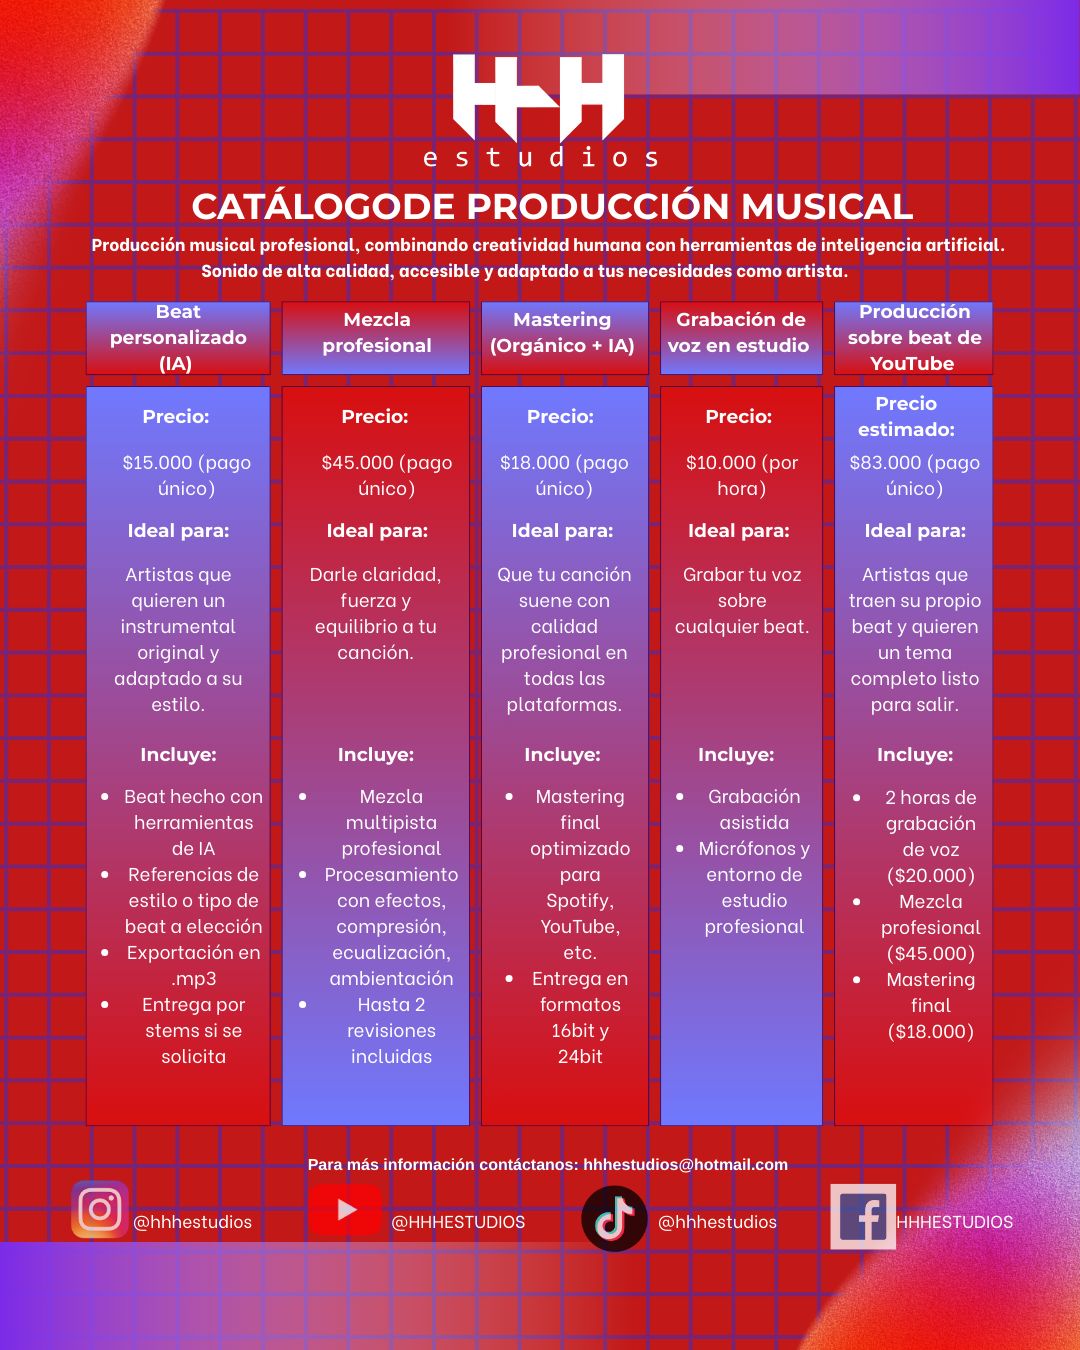 HHH
estudios
CATÁLOGODE PRODUCCIÓN MUSICAL
Producción musical profesional, combinando creatividad humana con herramientas de inteligencia artificial.
Sonido de alta calidad, accesible y adaptado a tus necesidades como artista.
Beat
personalizado
(IA)
Precio:
$15.000 (pago
único)
Ideal para:
Artistas que
quieren un
instrumental
original y
adaptado a su
estilo.
Incluye:
• Beat hecho con
herramientas
de IA
• Referencias de
estilo o tipo de
beat a elección
• Exportación en
.mp3
• Entrega por
stems si se
solicita
Mezcla
profesional
Precio:
$45.000 (pago
único)
Ideal para:
Darle claridad,
fuerza y
equilibrio a tu
canción.
Incluye:
• Mezcla
multipista
profesional
• Procesamiento
con efectos,
compresión,
ecualización,
ambientación
• Hasta 2
revisiones
incluidas
Mastering
(Orgánico + IA)
Precio:
$18.000 (pago
único)
Ideal para:
Que tu canción
suene con
calidad
profesional en
todas las
plataformas.
Incluye:
• Mastering
final
optimizado
para
Spotify,
YouTube,
etc.
• Entrega en
formatos
16bit y
24bit
Grabación de
voz en estudio
Precio:
$10.000 (por
hora)
Ideal para:
Grabar tu voz
sobre
cualquier beat.
Incluye:
• Grabación
asistida
• Micrófonos y
entorno de
estudio
profesional
Producción
sobre beat de
YouTube
Precio
estimado:
$83.000 (pago
único)
Ideal para:
Artistas que
traen su propio
beat y quieren
un tema
completo listo
para salir.
Incluye:
• 2 horas de
grabación
de voz
($20.000)
• Mezcla
profesional
($45.000)
• Mastering
final
($18.000)
Para más información contáctanos: hhhestudios@hotmail.com
@hhhestudios
@HHHESTUDIOS
@hhhestudios
HHHESTUDIOS